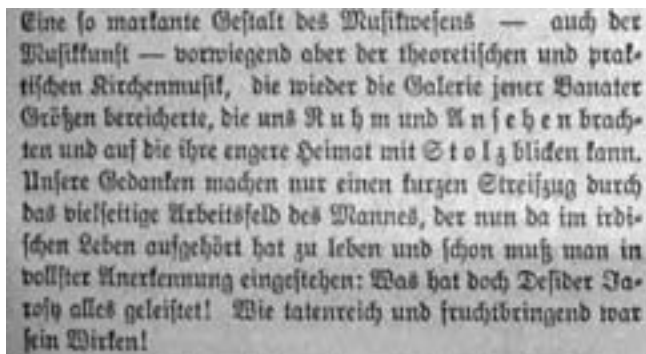 Eine so markante Gestalt des Musikwesens — auch der
Musikkunst — vorwiegend aber der theoretischen und prak-
tischen Kirchenmusik, die wieder die Galerie jener Banater
Größen bereicherte, die uns Ruhm und Ansehen brach-
ten und auf die ihre engere Heimat mit Stolz blicken kann.
Unsere Gedanken machen nur einen kurzen Streifzug durch
das vielseitige Arbeitsfeld des Mannes, der nun da im irdi-
schen Leben aufgehört hat zu leben und schon muß man in
vollster Anerkennung eingestehen: Was hat doch Desider Ja-
rosy alles geleistet! Wie tatenreich und fruchtbringend war
sein Wirken!